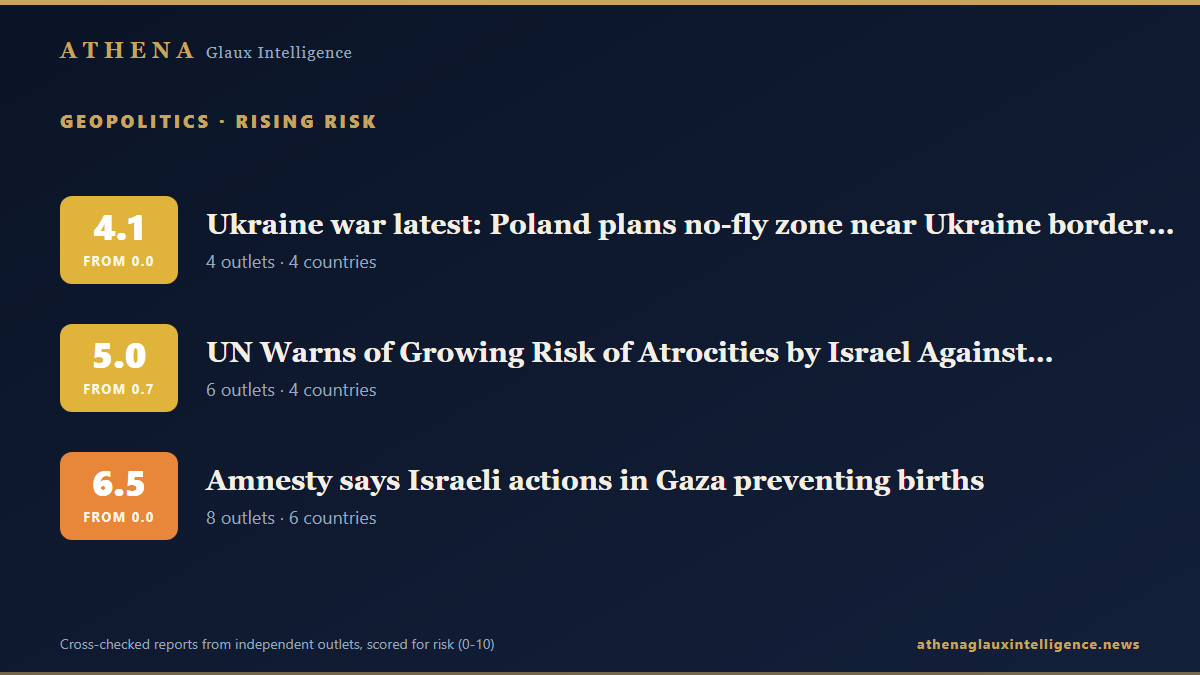 ATHENA Glaux Intelligence
GEOPOLITICS · RISING RISK
4.1
FROM 0.0
Ukraine war latest: Poland plans no-fly zone near Ukraine border...
4 outlets · 4 countries
5.0
FROM 0.7
UN Warns of Growing Risk of Atrocities by Israel Against...
6 outlets · 4 countries
6.5
FROM 0.0
Amnesty says Israeli actions in Gaza preventing births
8 outlets · 6 countries
Cross-checked reports from independent outlets, scored for risk (0-10)
athenaglauxintelligence.news